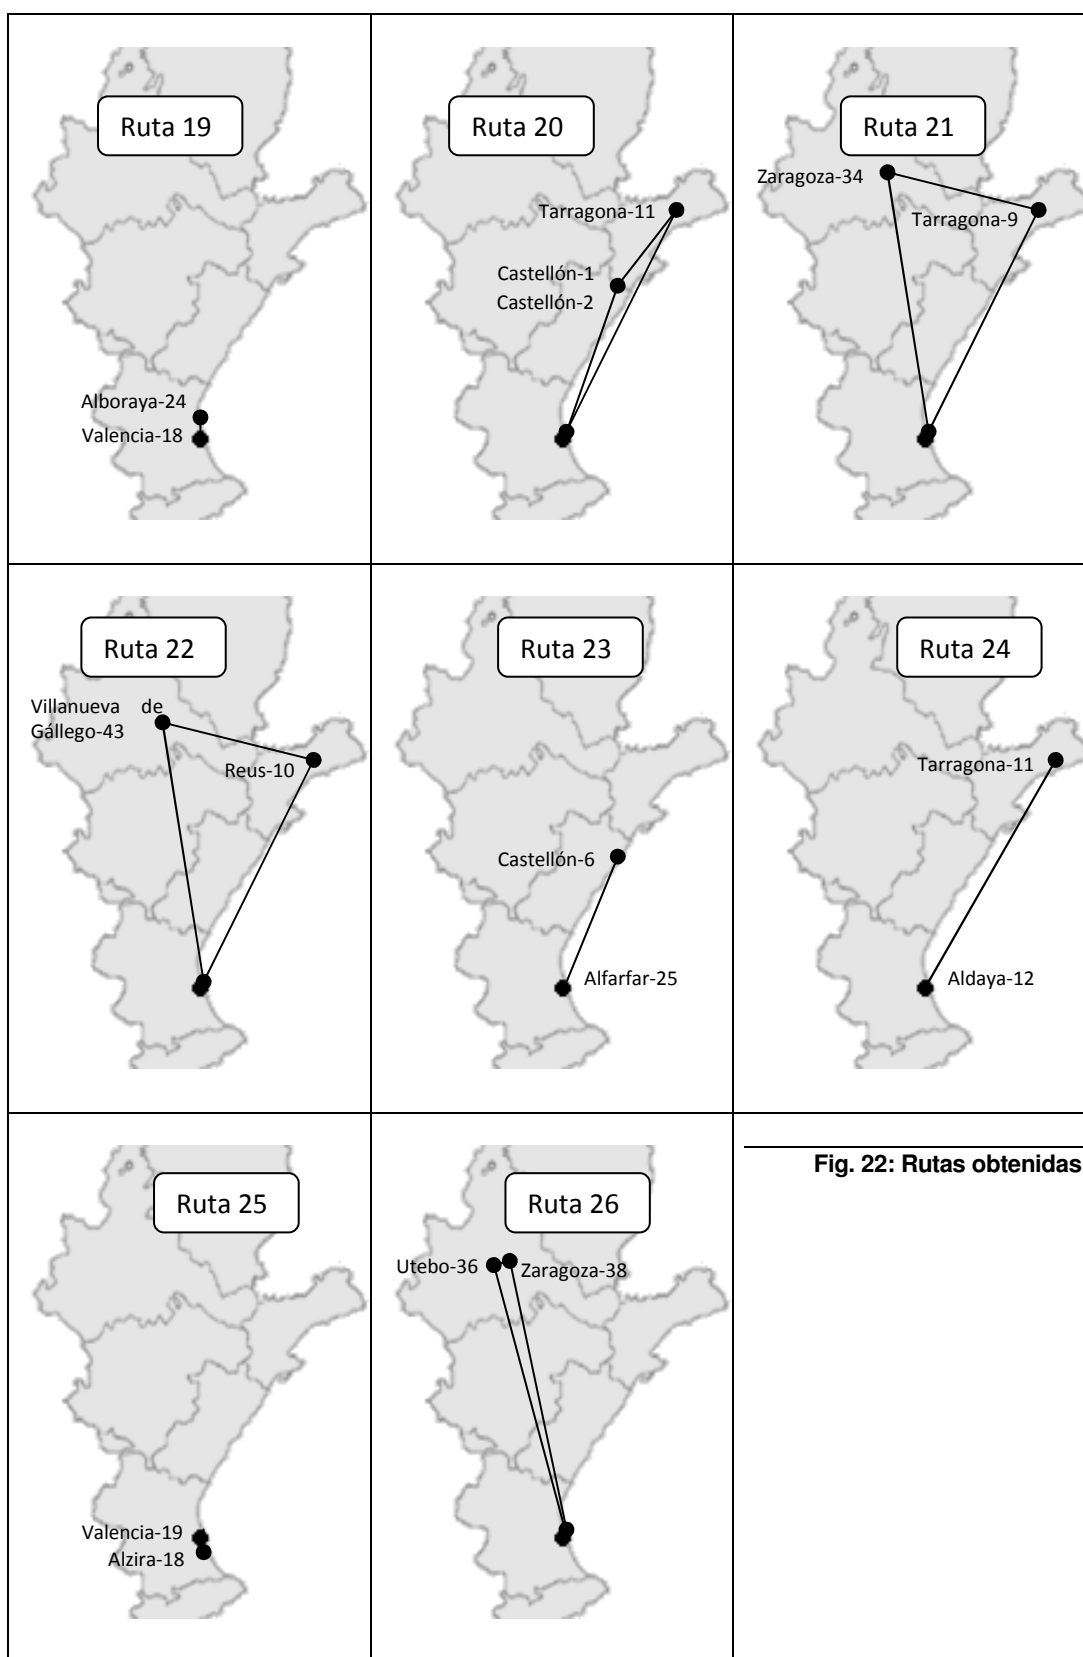 Ruta 19
Alboraya-24
Valencia-18
Ruta 20
Tarragona-11
Castellón-1
Castellón-2
Ruta 21
Zaragoza-34
Tarragona-9
Ruta 22
Villanueva de
Gállego-43
Reus-10
Ruta 23
Castellón-6
Alfarfar-25
Ruta 24
Tarragona-11
Aldaya-12
Ruta 25
Valencia-19
Alzira-18
Ruta 26
Utebo-36
Zaragoza-38
Fig. 22: Rutas obtenidas